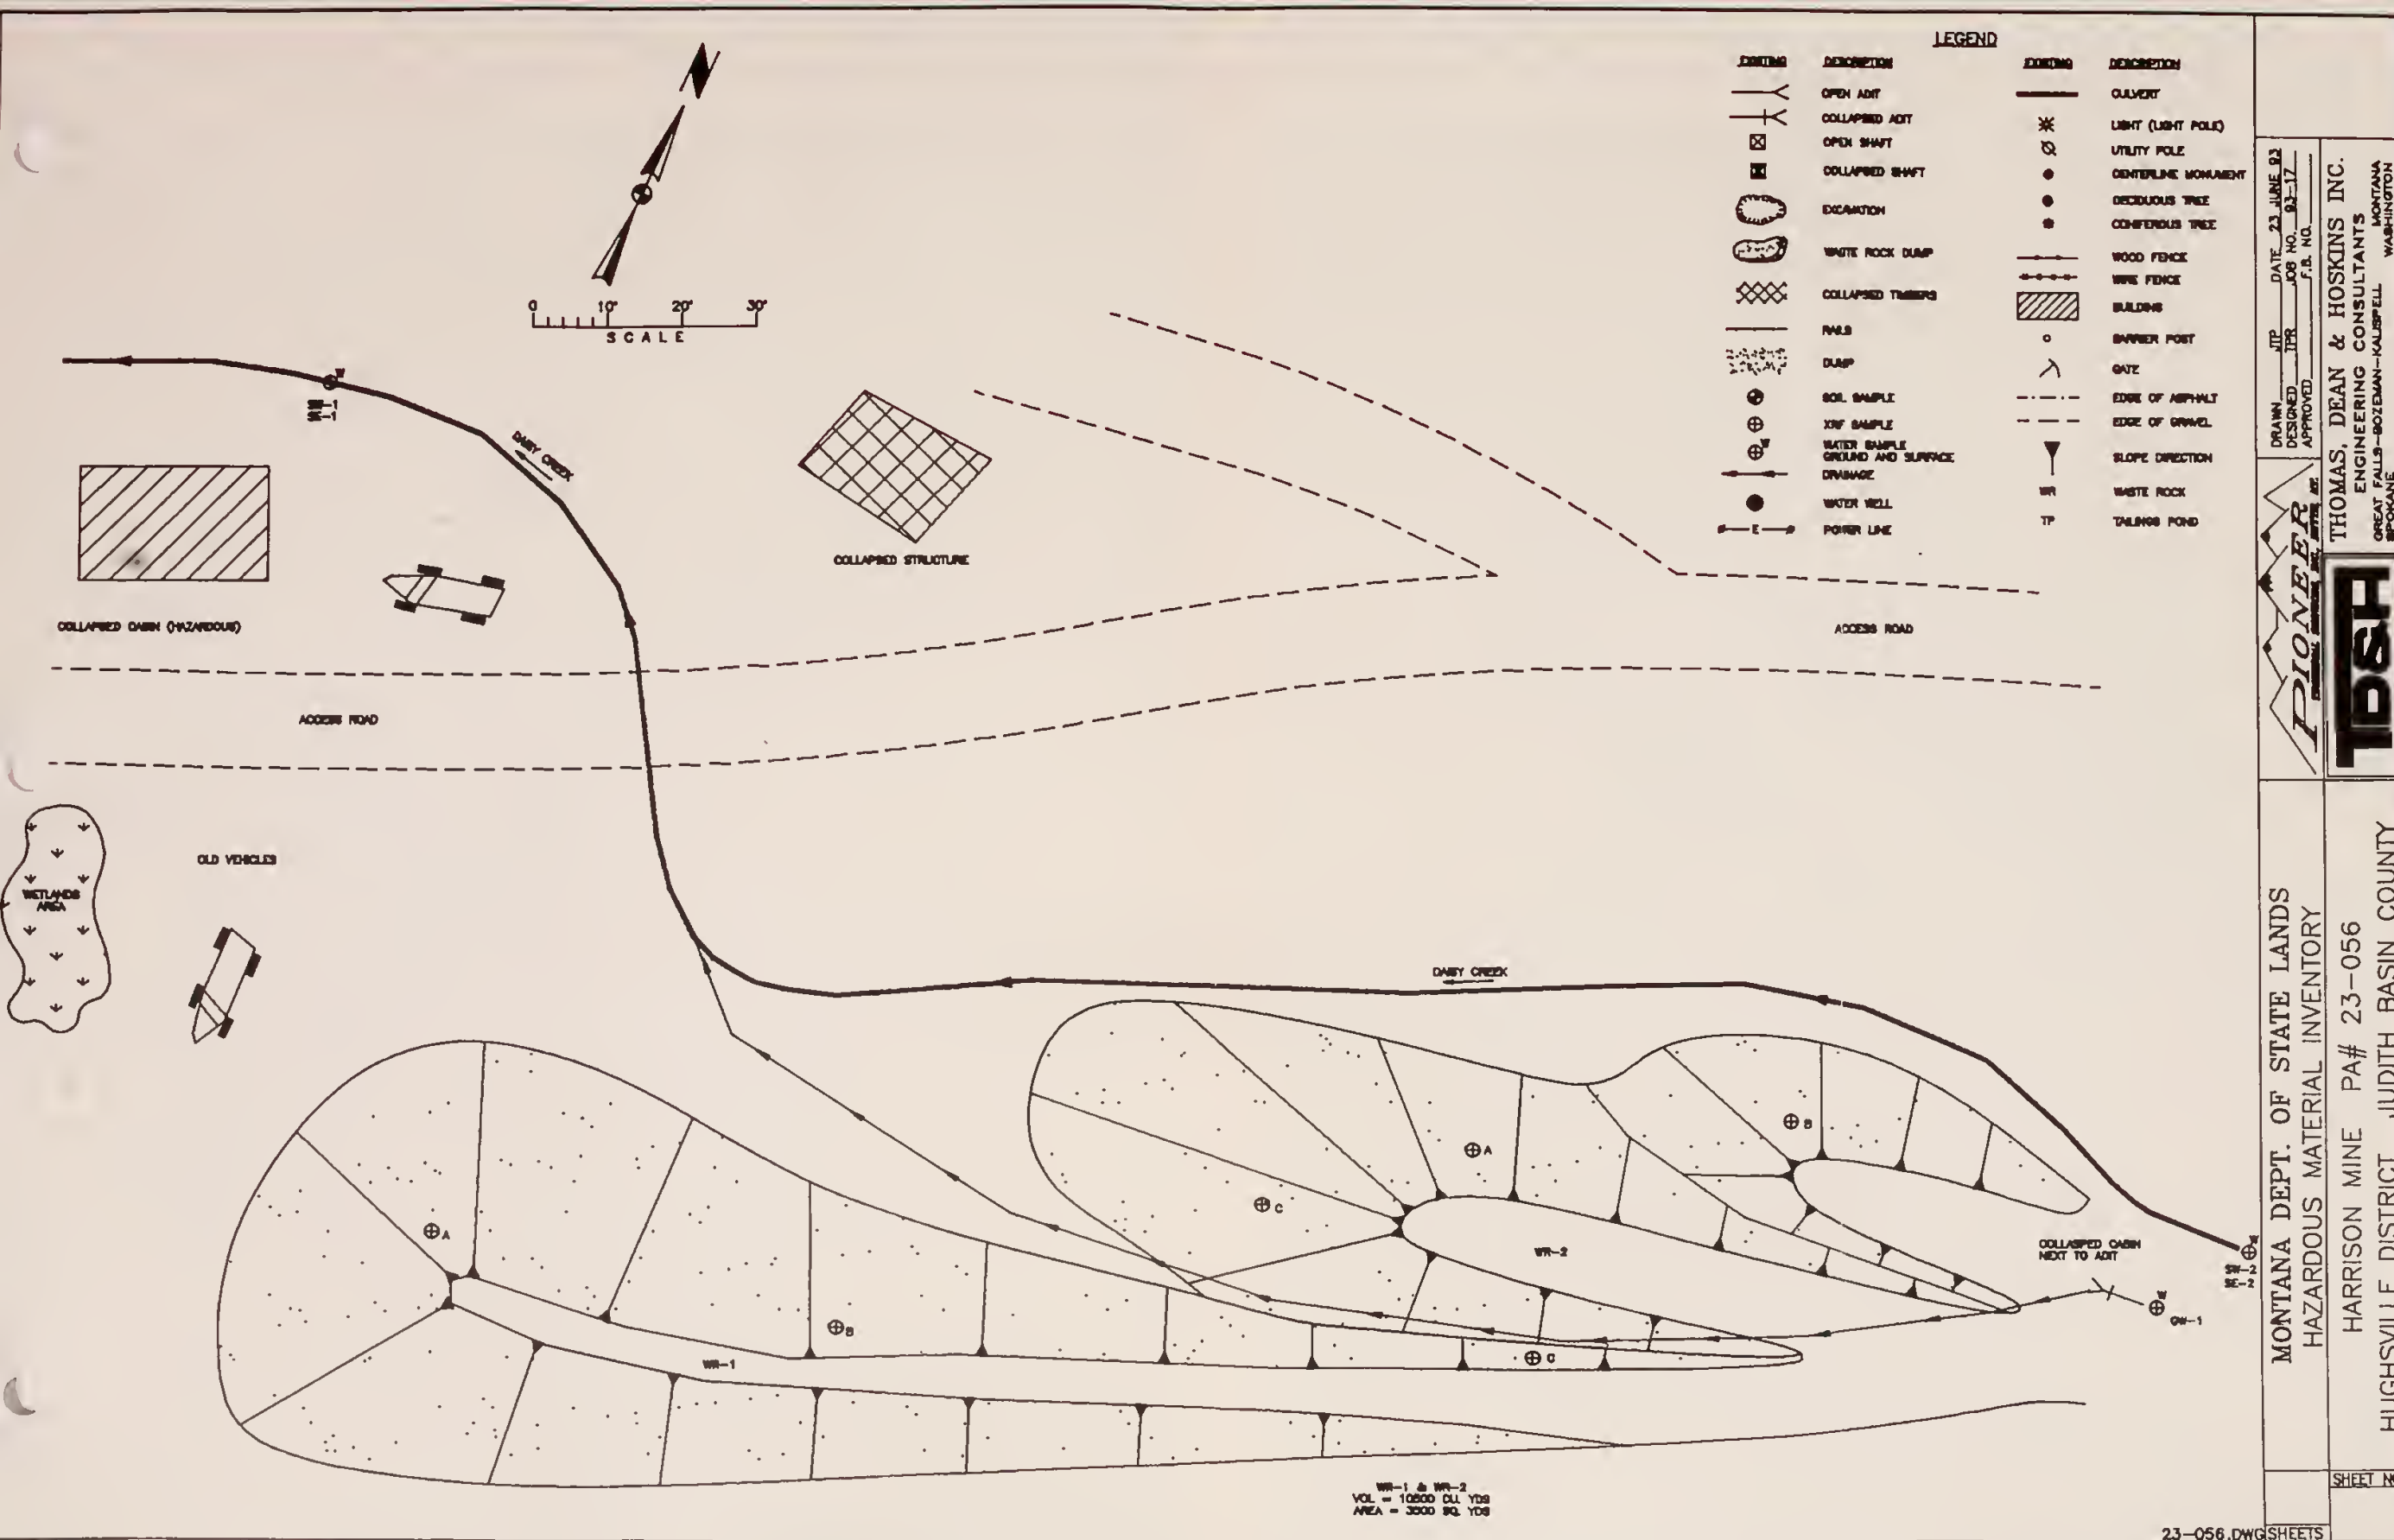 LEGEND
EXISTING DESCRIPTION EXISTING DESCRIPTION
OPEN ADIT
COLLAPSED ADIT
OPEN SHAFT
COLLAPSED SHAFT
EXCAVATION
WASTE ROCK DUMP
COLLAPSED TIMBERS
RAILS
DUMP
SOIL SAMPLE
XRF SAMPLE
W
WATER SAMPLE
GROUND AND SURFACE
DRAINAGE
WATER WELL
E
POWER LINE
CULVERT
LIGHT (LIGHT POLE)
UTILITY POLE
CENTERLINE MONUMENT
DECIDUOUS TREE
CONIFEROUS TREE
WOOD FENCE
WIRE FENCE
BUILDING
BARRIER POST
GATE
EDGE OF ASPHALT
EDGE OF GRAVEL
SLOPE DIRECTION
WR WASTE ROCK
TP TAILINGS POND
N
0 10' 20' 30'
SCALE
W
SW-1
SE-1
DAISY CREEK
COLLAPSED STRUCTURE
COLLAPSED CABIN (HAZARDOUS)
ACCESS ROAD
ACCESS ROAD
OLD VEHICLES
WETLANDS
AREA
DAISY CREEK
A
B
C
A
B
C
WR-1
WR-2
COLLASPED CABIN
NEXT TO ADIT
W
SW-2
SE-2
W
GW-1
WR-1 & WR-2
VOL = 10500 CU. YDS
AREA = 3500 SQ. YDS
DRAWN JTP DATE 23 JUNE 93
DESIGNED TPR JOB NO. 93-17
APPROVED F.B. NO.
THOMAS, DEAN & HOSKINS INC.
ENGINEERING CONSULTANTS
GREAT FALLS-BOZEMAN-KALISPELL MONTANA
SPOKANE WASHINGTON
PIONEER
TD&H
MONTANA DEPT. OF STATE LANDS
HAZARDOUS MATERIAL INVENTORY
HARRISON MINE PA# 23-056
HUGHSVILLE DISTRICT JUDITH BASIN COUNTY
SHEET
23-056.DWG
SHEETS